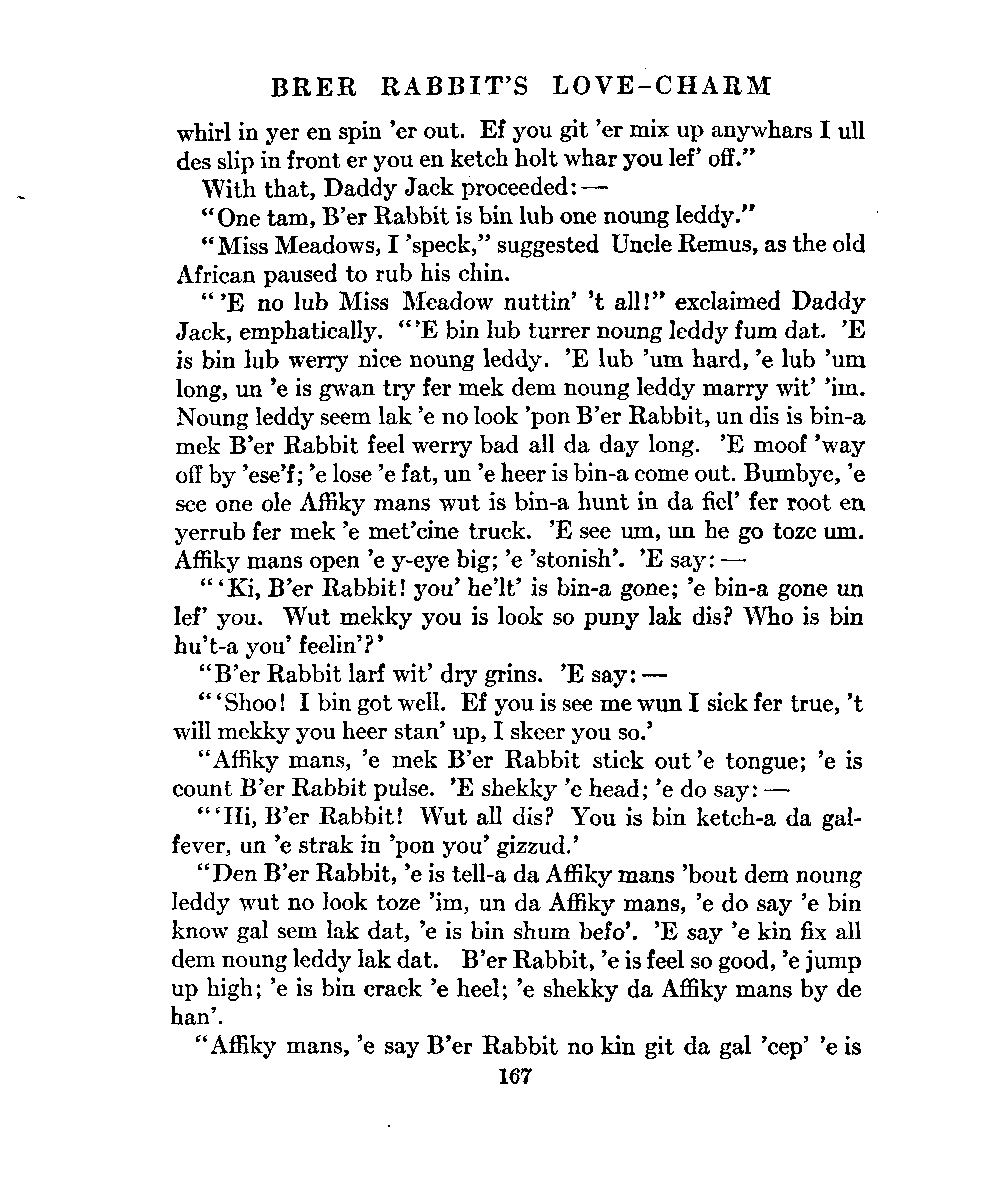 BRER RABBIT'S LOVE-CHARM
whirl in yer en spin 'er out. Ef you git 'er mix up anywhars I ull
des slip in front er you en ketch holt whar you lef' off."
With that, Daddy Jack proceeded: —
"One tam, B'er Rabbit is bin lub one noung leddy."
"Miss Meadows, I 'speck," suggested Uncle Remus, as the old
African paused to rub his chin.
" 'E no lub Miss Meadow nuttin' 't all!" exclaimed Daddy
Jack, emphatically. "'E bin lub turrer noung leddy fum dat. 'E
is bin lub werry nice noung leddy. 'E lub 'um hard, 'e lub 'um
long, un 'e is gwan try fer mek dem noung leddy marry wit' 'im.
Noung leddy seem lak 'e no look 'pon B'er Rabbit, un dis is bin-a
mek B'er Rabbit feel werry bad all da day long. 'E moof 'way
off by 'ese'f; 'e lose 'e fat, un 'e heer is bin-a come out. Bumbye, 'e
see one ole Affiky mans wut is bin-a hunt in da fiel' fer root en
yerrub fer mek 'e met'cine truck. 'E see um, un he go toze um.
Affiky mans open 'e y-eye big; 'e 'stonish'. 'E say: —
" 'Ki, B'er Rabbit! you' he'lt' is bin-a gone; 'e bin-a gone un
lef' you. Wut mekky you is look so puny lak dis? Who is bin
hu't-a you' feelin'?'
"B'er Rabbit larf wit' dry grins. 'E say: —
"'Shoo! I bin got well. Ef you is see me wun I sick fer true, 't
will mekky you heer stan' up, I skeer you so.'
"Affiky mans, 'e mek B'er Rabbit stick out 'e tongue; 'e is
count B'er Rabbit pulse. 'E shekky 'e head; 'e do say: —
"'Hi, B'er Rabbit! Wut all dis? You is bin ketch-a da gal-
fever, un 'e strak in 'pon you' gizzud.'
"Den B'er Rabbit, 'e is tell-a da Affiky mans 'bout dem noung
leddy wut no look toze 'im, un da Affiky mans, 'e do say 'e bin
know gal sem lak dat, 'e is bin shum befo'. 'E say 'e kin fix all
dem noung leddy lak dat. B'er Rabbit, 'e is feel so good, 'e jump
up high; 'e is bin crack 'e heel; 'e shekky da Affiky mans by de
han'.
"Affiky mans, 'e say B'er Rabbit no kin git da gal 'cep' 'e is
167